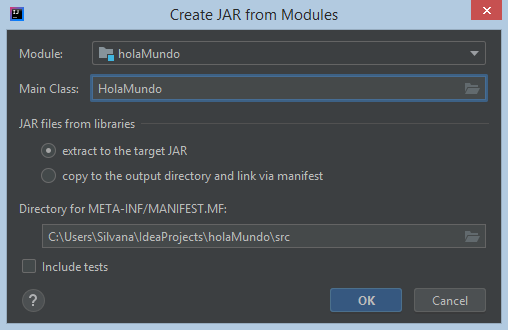 Create JAR from Modules
Module: holaMundo
Main Class: HolaMundo
JAR files from libraries
extract to the target JAR
copy to the output directory and link via manifest
Directory for META-INF/MANIFEST.MF:
C:\Users\Silvana\IdeaProjects\holaMundo\src
Include tests
? OK Cancel